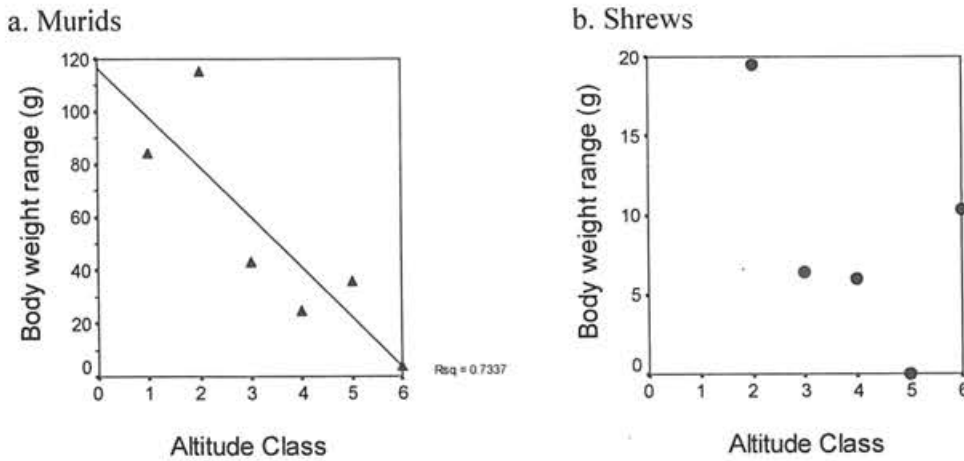 a. Murids
120
100
80
60
40
20
0
0 1 2 3 4 5 6
Body weight range (g)
Altitude Class
Rsq = 0.7337
b. Shrews
20
15
10
5
0
0 1 2 3 4 5 6
Body weight range (g)
Altitude Class